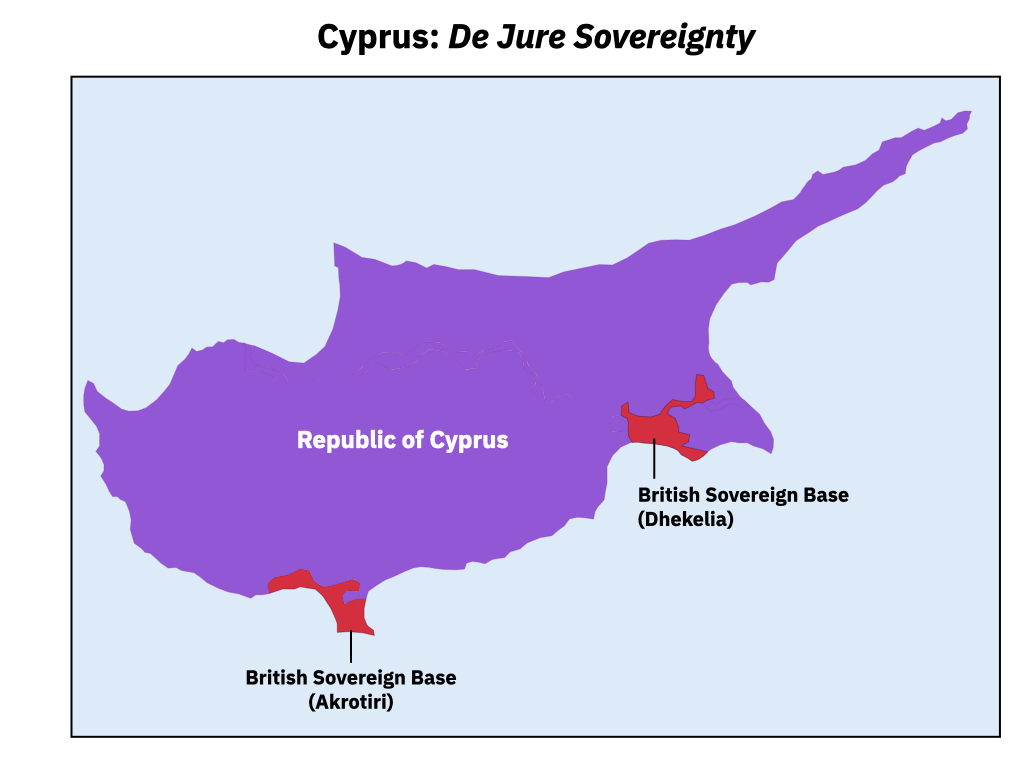 Cyprus: De Jure Sovereignty
Republic of Cyprus
British Sovereign Base
(Dhekelia)
British Sovereign Base
(Akrotiri)